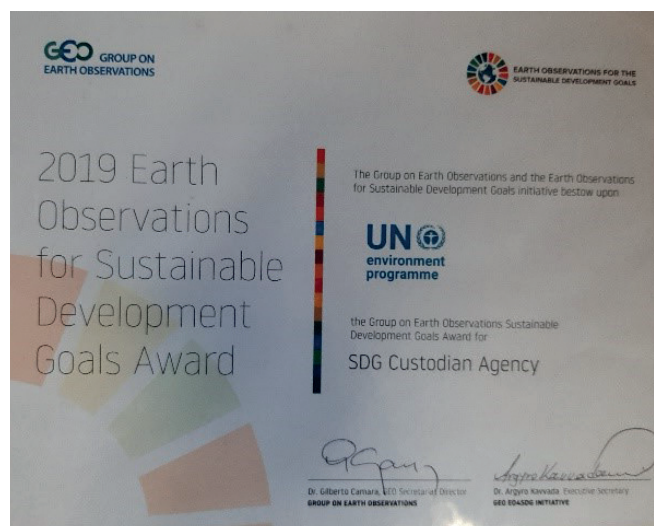 GEO GROUP ON
EARTH OBSERVATIONS
EARTH OBSERVATIONS FOR THE
SUSTAINABLE DEVELOPMENT GOALS
2019 Earth
Observations
for Sustainable
Development
Goals Award
The Group on Earth Observations and the Earth Observations
for Sustainable Development Goals initiative bestow upon
UN
environment
programme
the Group on Earth Observations Sustainable
Development Goals Award for
SDG Custodian Agency
Dr. Gilberto Camara, GEO Secretariat Director
GROUP ON EARTH OBSERVATIONS
Argyro Kavvada
Dr. Argyro Kavvada Executive Secretary
GEO EO4SDG INITIATIVE